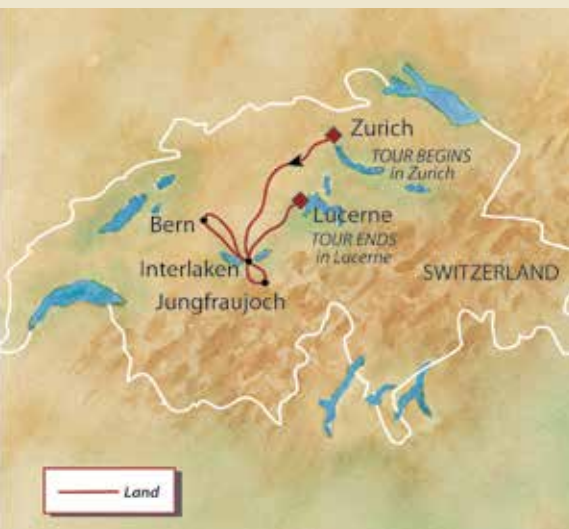 Zurich
TOUR BEGINS
in Zurich
Lucerne
TOUR ENDS
in Lucerne
Bern
Interlaken
Jungfraujoch
SWITZERLAND
Land